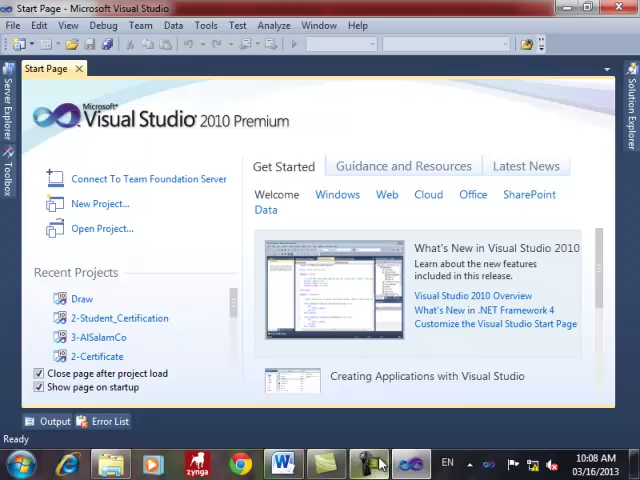 Start Page - Microsoft Visual Studio
File Edit View Debug Team Data Tools Test Analyze Window Help
Start Page
Server Explorer
Toolbox
Solution Explorer
Microsoft
Visual Studio 2010 Premium
Connect To Team Foundation Server
New Project...
Open Project...
Recent Projects
Draw
2-Student_Certification
3-AlSalamCo
2-Certificate
Close page after project load
Show page on startup
Get Started Guidance and Resources Latest News
Welcome Windows Web Cloud Office SharePoint
Data
What's New in Visual Studio 2010
Learn about the new features
included in this release.
Visual Studio 2010 Overview
What's New in .NET Framework 4
Customize the Visual Studio Start Page
Creating Applications with Visual Studio
Output Error List
Ready
zynga
EN
10:08 AM
03/16/2013